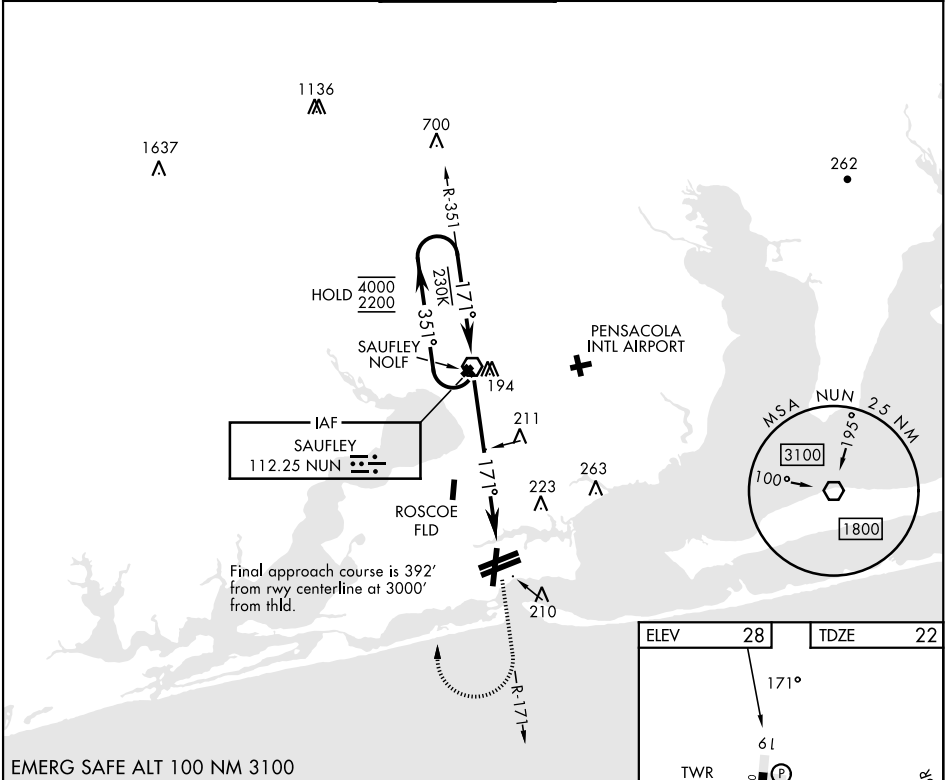 1136
700
1637
262
R-351
HOLD 4000
2200
230K
171°
351°
SAUFLEY
NOLF
PENSACOLA
INTL AIRPORT
194
IAF
SAUFLEY
112.25 NUN
211
171°
263
223
ROSCOE
FLD
MSA NUN 25 NM
195°
3100
100°
1800
Final approach course is 392'
from rwy centerline at 3000'
from thld.
210
R-171
ELEV 28
TDZE 22
171°
19
TWR
P
EMERG SAFE ALT 100 NM 3100